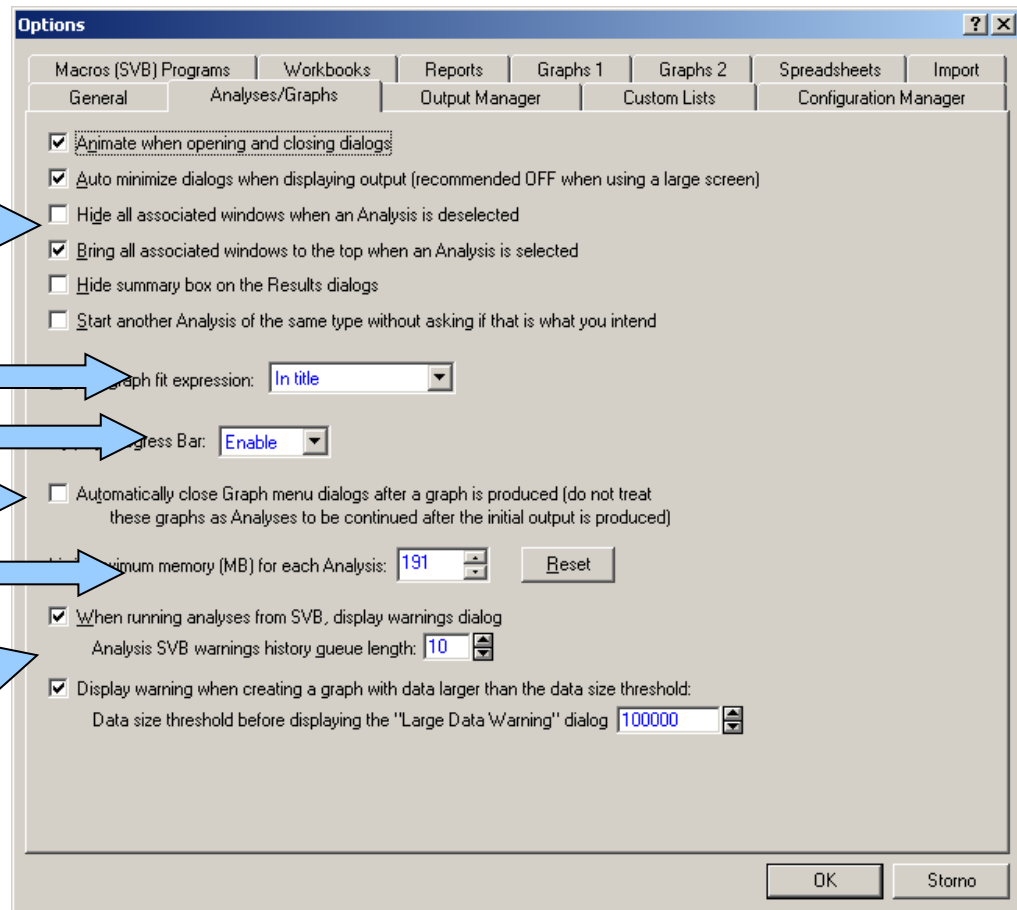 Options
Macros (SVB) Programs Workbooks Reports Graphs 1 Graphs 2 Spreadsheets Import
General Analyses/Graphs Output Manager Custom Lists Configuration Manager
Animate when opening and closing dialogs
Auto minimize dialogs when displaying output (recommended OFF when using a large screen)
Hide all associated windows when an Analysis is deselected
Bring all associated windows to the top when an Analysis is selected
Hide summary box on the Results dialogs
Start another Analysis of the same type without asking if that is what you intend
fit expression: In title
Bar: Enable
Automatically close Graph menu dialogs after a graph is produced (do not treat
these graphs as Analyses to be continued after the initial output is produced)
memory (MB) for each Analysis: 191 Reset
When running analyses from SVB, display warnings dialog
Analysis SVB warnings history queue length: 10
Display warning when creating a graph with data larger than the data size threshold:
Data size threshold before displaying the "Large Data Warning" dialog 100000
OK Storno